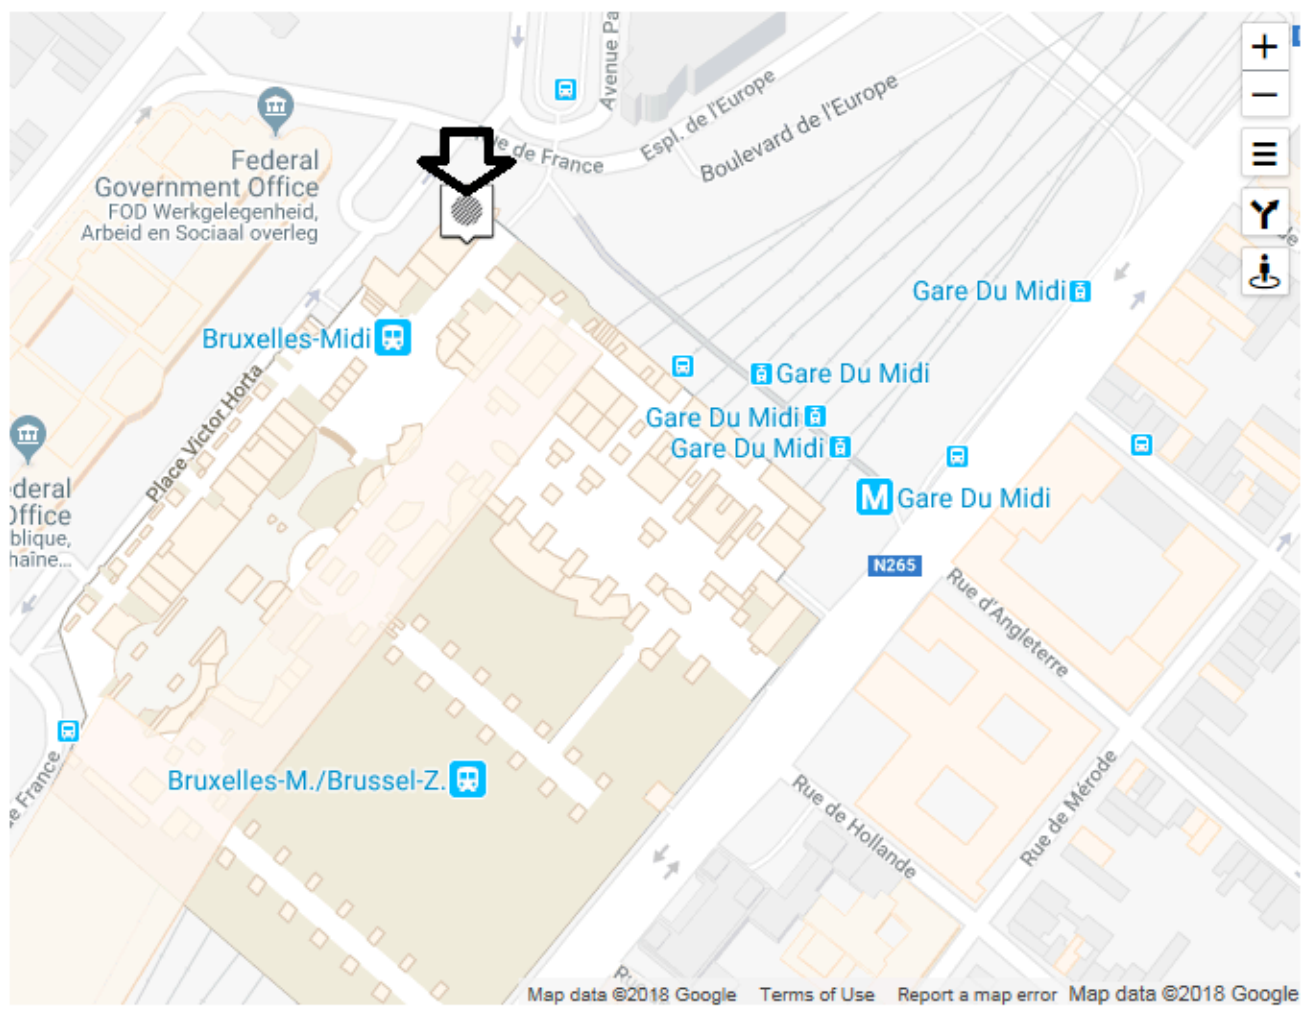 Avenue Pa
Espl. de l'Europe
Boulevard de l'Europe
Rue de France
Federal
Government Office
FOD Werkgelegenheid,
Arbeid en Sociaal overleg
Gare Du Midi
Bruxelles-Midi
Gare Du Midi
Gare Du Midi
Gare Du Midi
Place Victor Horta
ederal
Office
blique,
haîne...
M Gare Du Midi
N265
Rue d'Angleterre
Bruxelles-M./Brussel-Z.
e France
Rue de Hollande
Rue de Mérode
Map data ©2018 Google
Terms of Use
Report a map error
Map data ©2018 Google